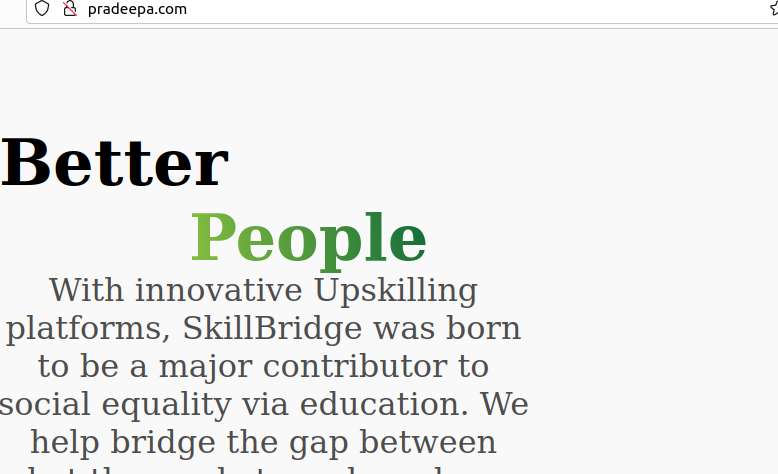 pradeepa.com
Better
People
With innovative Upskilling
platforms, SkillBridge was born
to be a major contributor to
social equality via education. We
help bridge the gap between